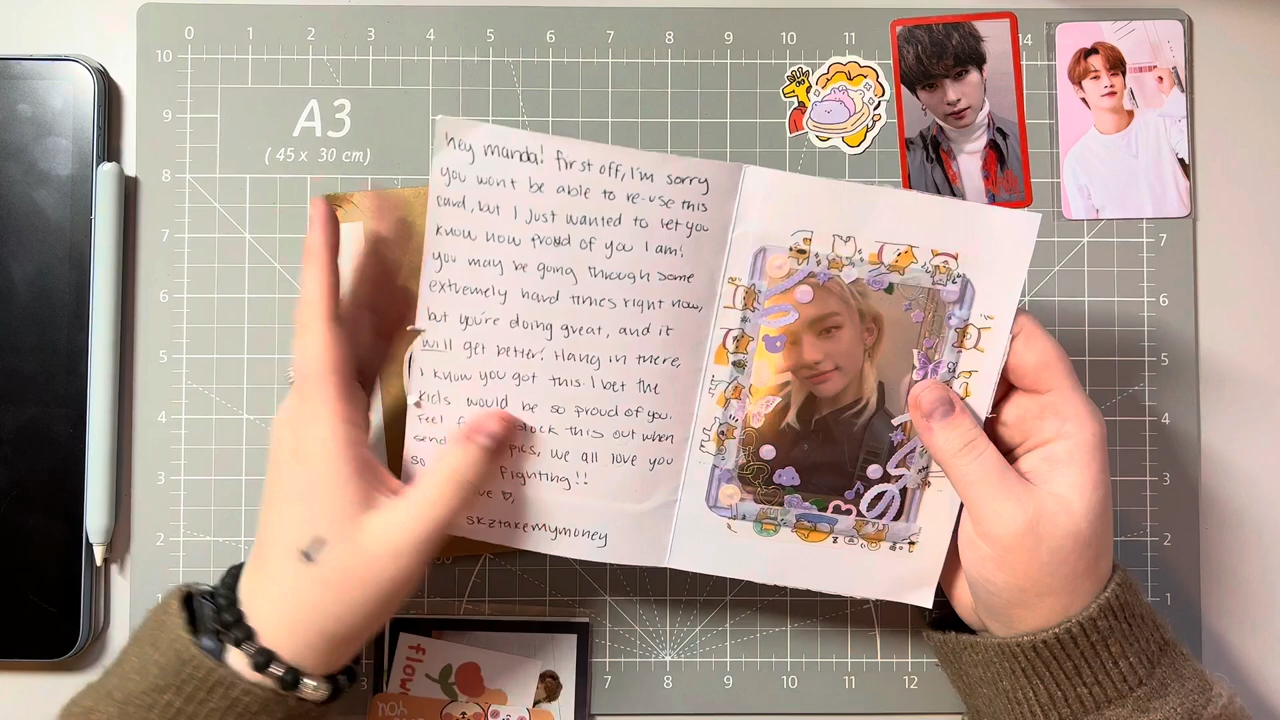 A3
( 45 x 30 cm)
hey manda! first off, I'm sorry
you wont be able to re-use this
card, but I just wanted to let you
know how proud of you I am!
you may be going through some
extremely hard times right now,
but you're doing great, and it
will get better! Hang in there,
I know you got this. I bet the
kids would be so proud of you.
Feel block this out when
send pics, we all love you
so fighting!!
skztakemymoney
0 1 2 3 4 5 6 7 8 9 10 11 14
10
9
8
7
6
5
4
3
2
1
7
6
5
4
3
2
1
3 7 8 9 10 11 12
flow
you